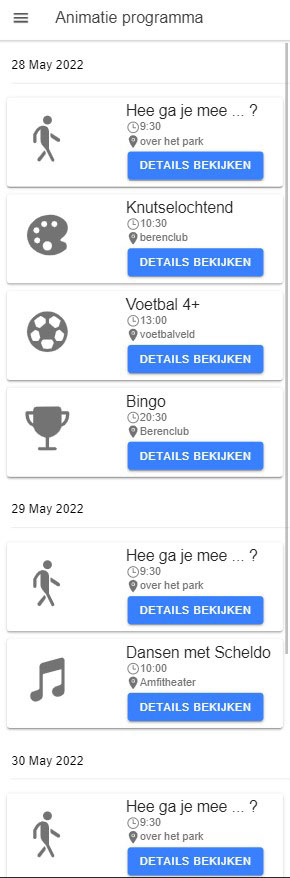 Animatie programma
28 May 2022
Hee ga je mee ... ?
9:30
over het park
DETAILS BEKIJKEN
Knutselochtend
10:30
berenclub
DETAILS BEKIJKEN
Voetbal 4+
13:00
voetbalveld
DETAILS BEKIJKEN
Bingo
20:30
Berenclub
DETAILS BEKIJKEN
29 May 2022
Hee ga je mee ... ?
9:30
over het park
DETAILS BEKIJKEN
Dansen met Scheldo
10:00
Amfitheater
DETAILS BEKIJKEN
30 May 2022
Hee ga je mee ... ?
9:30
over het park
DETAILS BEKIJKEN